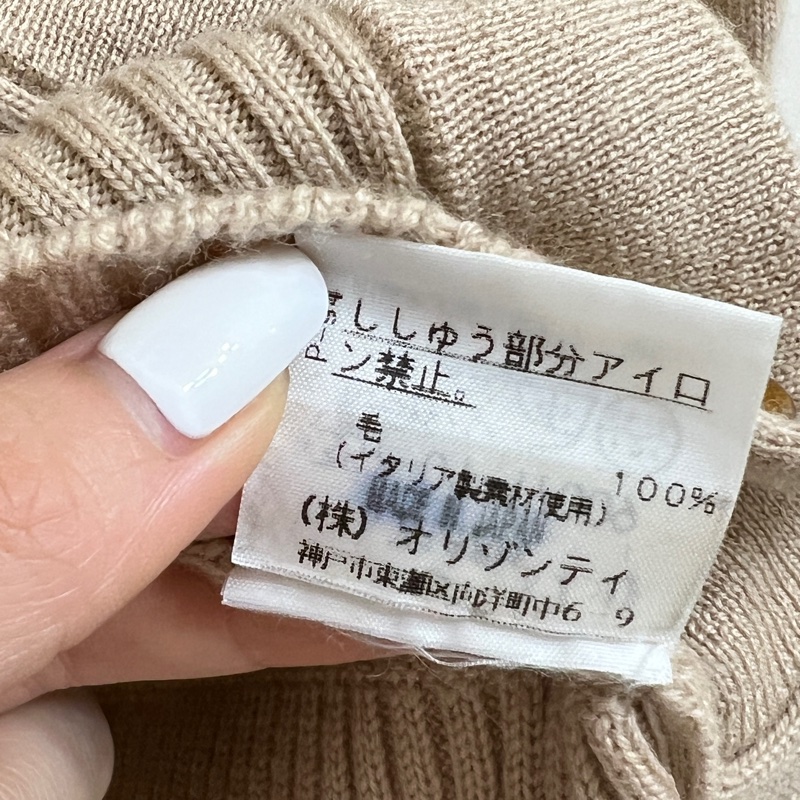 ししゅう部分アイロ
ン禁止。
毛
100%
(イタリア製素材使用)
(株) オリゾンティ
神戸市東灘区向洋町中6 9